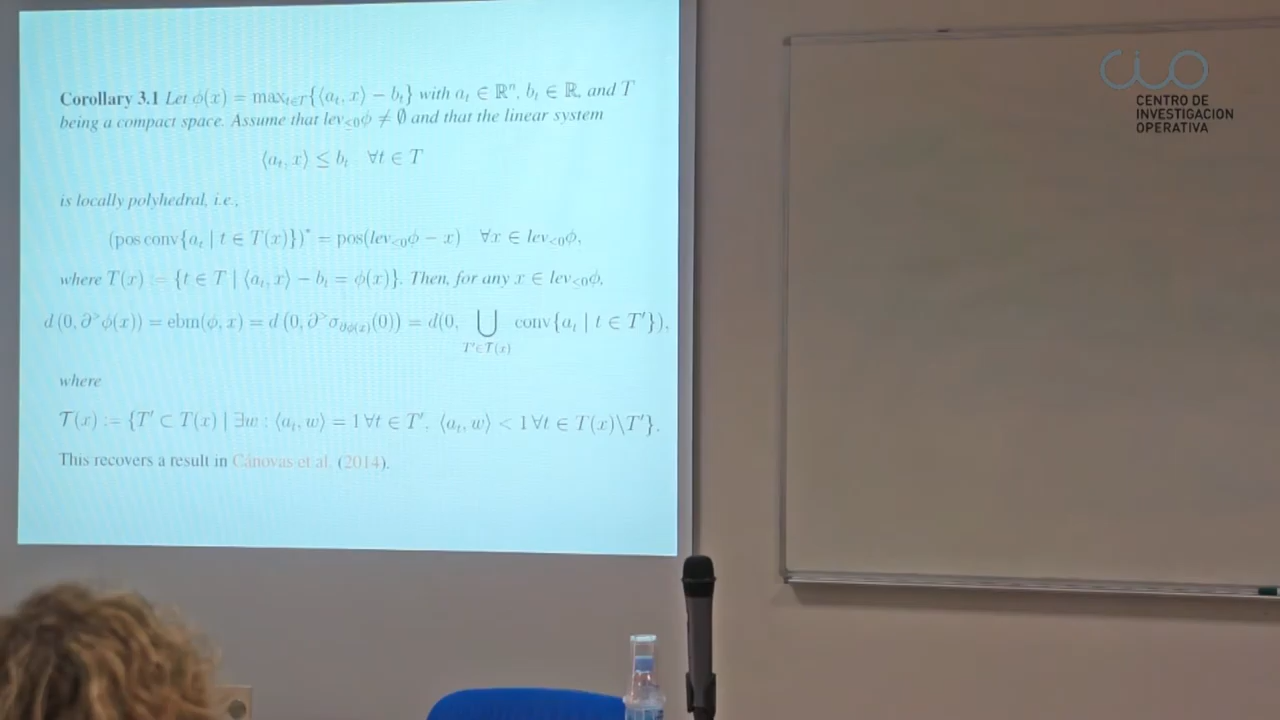 Corollary 3.1 Let ϕ(x) = max_{t∈T}{⟨a_t, x⟩ − b_t} with a_t ∈ ℝⁿ, b_t ∈ ℝ, and T
being a compact space. Assume that lev_{≤0}ϕ ≠ ∅ and that the linear system
⟨a_t, x⟩ ≤ b_t ∀t ∈ T
is locally polyhedral, i.e.,
(pos conv{a_t | t ∈ T(x)})* = pos(lev_{≤0}ϕ − x) ∀x ∈ lev_{≤0}ϕ,
where T(x) := {t ∈ T | ⟨a_t, x⟩ − b_t = ϕ(x)}. Then, for any x ∈ lev_{≤0}ϕ,
d(0, ∂^>ϕ(x)) = ebm(ϕ, x) = d(0, ∂^>σ_{∂ϕ(x)}(0)) = d(0, ⋃_{T′∈𝒯(x)} conv{a_t | t ∈ T′}),
where
𝒯(x) := {T′ ⊂ T(x) | ∃w : ⟨a_t, w⟩ = 1 ∀t ∈ T′, ⟨a_t, w⟩ < 1 ∀t ∈ T(x)\T′}.
This recovers a result in Cánovas et al. (2014).
CIO
CENTRO DE
INVESTIGACION
OPERATIVA